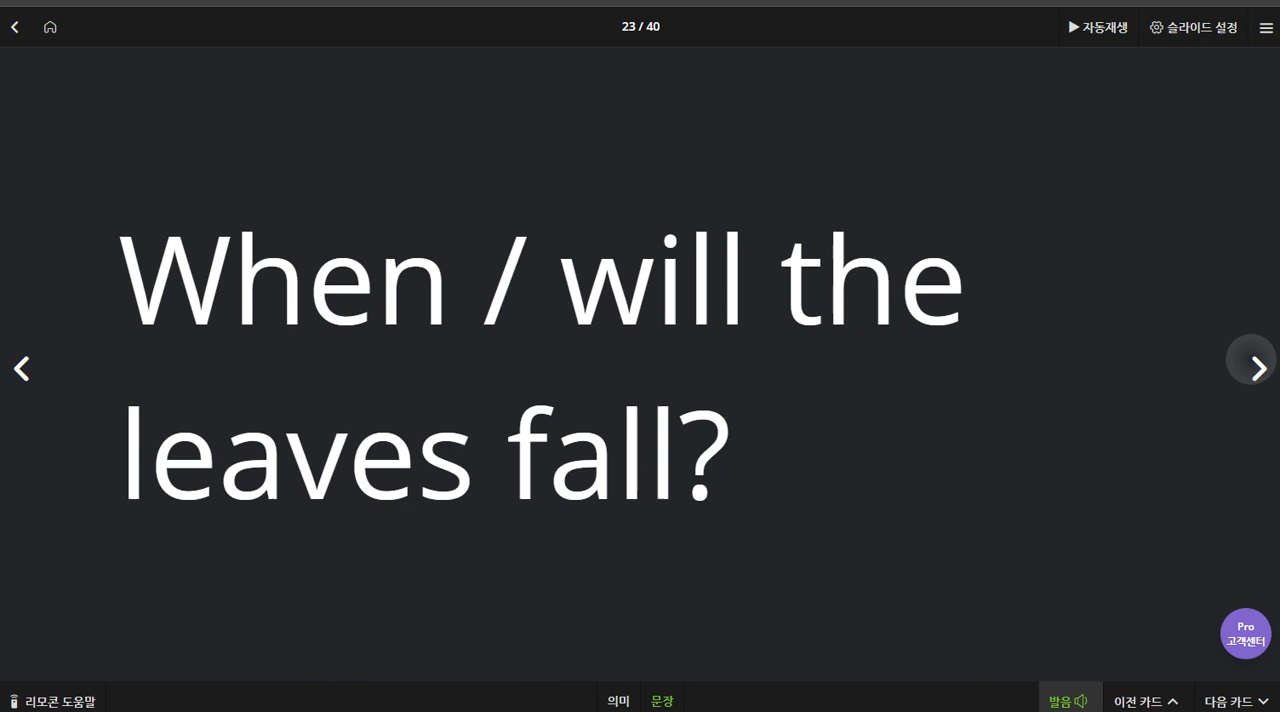 23 / 40
자동재생
슬라이드 설정
When / will the
leaves fall?
Pro
고객센터
리모콘 도움말
의미
문장
발음
이전 카드
다음 카드